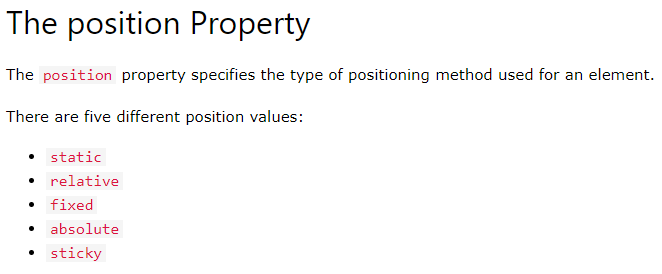 The position Property
The position property specifies the type of positioning method used for an element.
There are five different position values:
static
relative
fixed
absolute
sticky